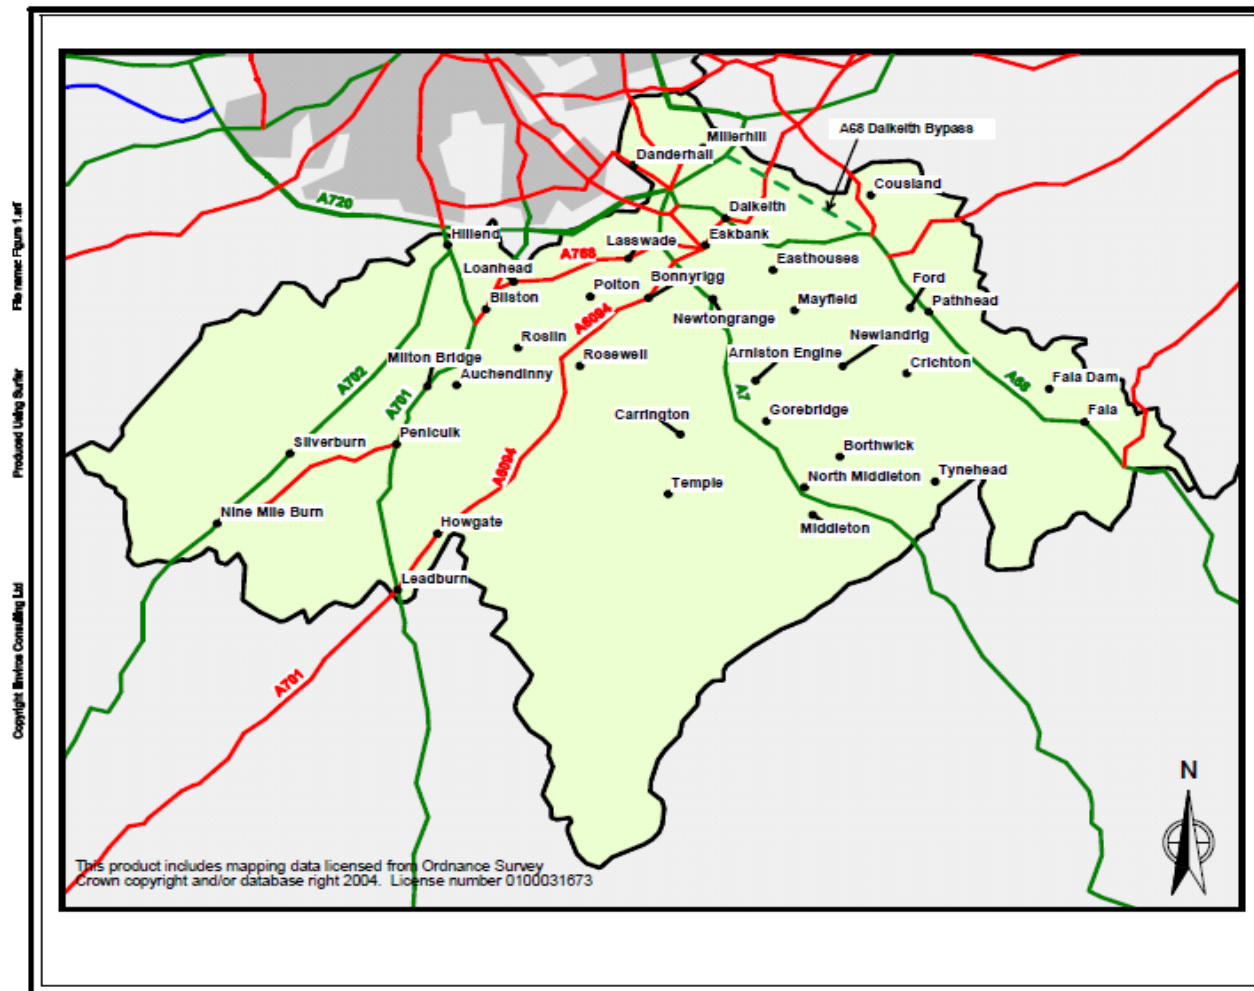 File name: Figure 1.srf
Produced Using Surfer
Copyright Enviros Consulting Ltd
Millerhill
A68 Dalkeith Bypass
Danderhall
Cousland
A720
Dalkeith
Hillend
Eskbank
Lasswade
A768
Easthouses
Loanhead
Polton
Bonnyrigg
Ford
Bilston
Mayfield
Pathhead
A6094
Newtongrange
Roslin
Newlandrig
Milton Bridge
Rosewell
Arniston Engine
Auchendinny
Crichton
A702
A68
Fala Dam
A701
A7
Carrington
Gorebridge
Fala
Penicuik
Silverburn
Borthwick
A6094
Temple
North Middleton
Tynehead
Nine Mile Burn
Howgate
Middleton
Leadburn
A701
N
This product includes mapping data licensed from Ordnance Survey
Crown copyright and/or database right 2004. License number 0100031673